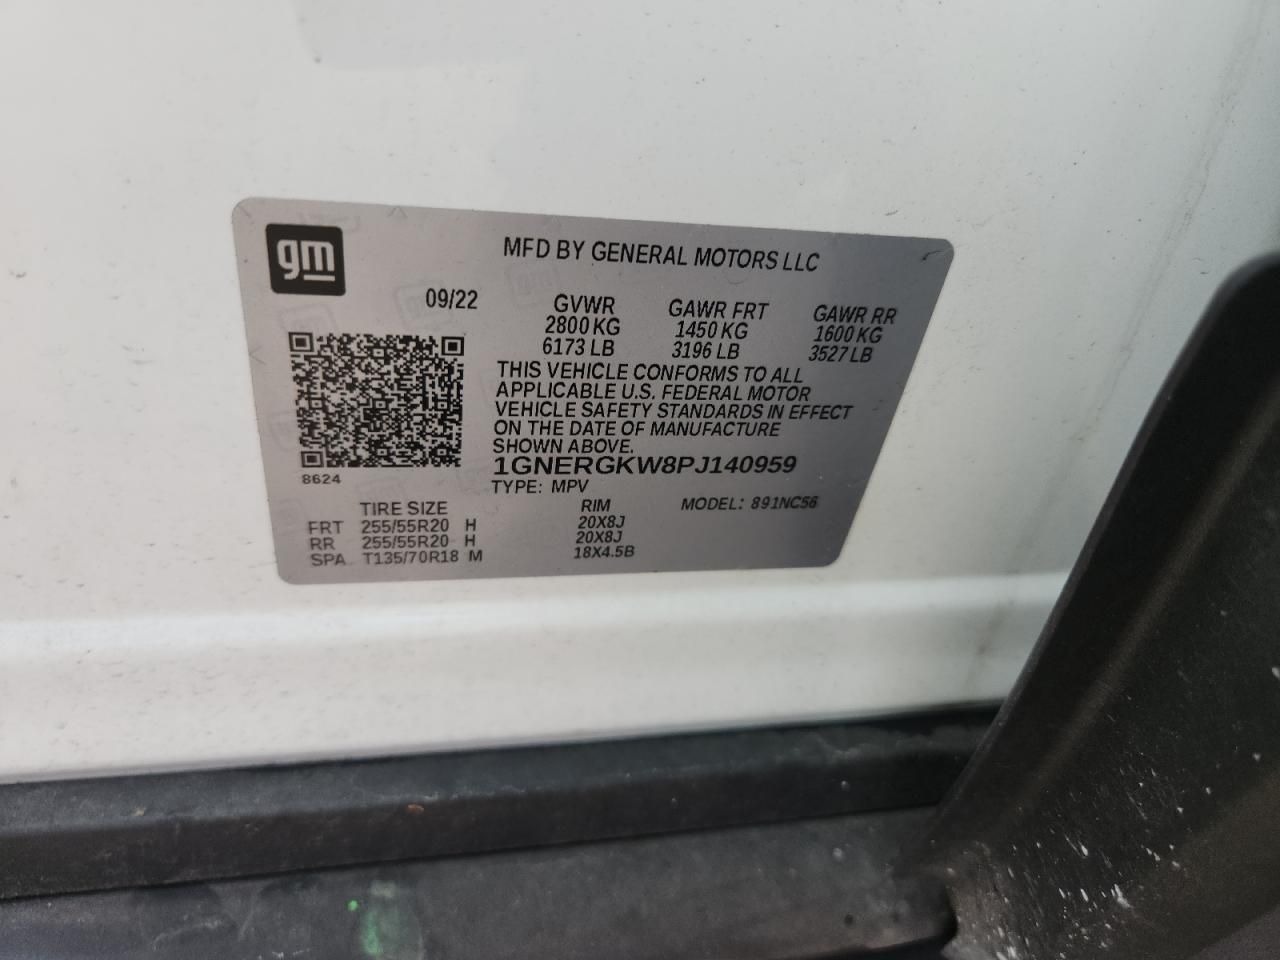 gm
MFD BY GENERAL MOTORS LLC
09/22
GVWR GAWR FRT GAWR RR
2800 KG 1450 KG 1600 KG
6173 LB 3196 LB 3527 LB
THIS VEHICLE CONFORMS TO ALL
APPLICABLE U.S. FEDERAL MOTOR
VEHICLE SAFETY STANDARDS IN EFFECT
ON THE DATE OF MANUFACTURE
SHOWN ABOVE.
1GNERGKW8PJ140959
8624
TYPE: MPV MODEL: 891NC56
TIRE SIZE RIM
FRT 255/55R20 H 20X8J
RR 255/55R20 H 20X8J
SPA T135/70R18 M 18X4.5B